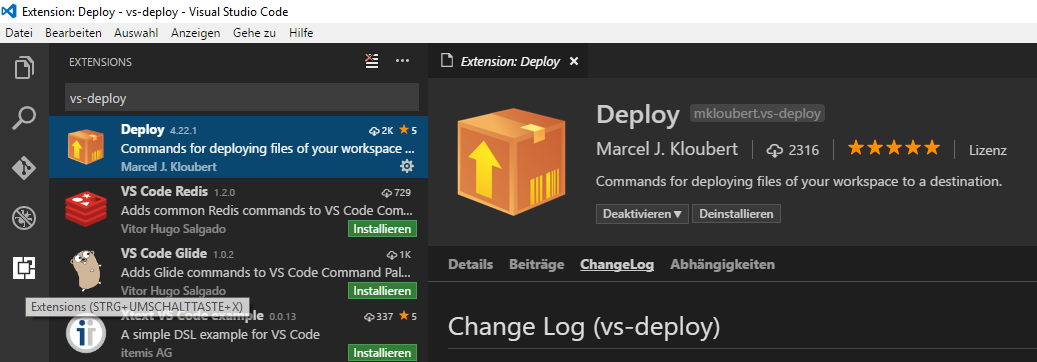 Extension: Deploy - vs-deploy - Visual Studio Code
Datei Bearbeiten Auswahl Anzeigen Gehe zu Hilfe
EXTENSIONS
vs-deploy
Deploy 4.22.1 2K 5
Commands for deploying files of your workspace ...
Marcel J. Kloubert
VS Code Redis 1.2.0 729
Adds common Redis commands to VS Code Com...
Vitor Hugo Salgado Installieren
VS Code Glide 1.0.2 1K
Adds Glide commands to VS Code Command Pal...
Vitor Hugo Salgado Installieren
Extensions (STRG+UMSCHALTTASTE+X)
Xtext VS Code example 0.0.13 337 5
A simple DSL example for VS Code
itemis AG Installieren
Extension: Deploy
Deploy mkloubert.vs-deploy
Marcel J. Kloubert 2316 Lizenz
Commands for deploying files of your workspace to a destination.
Deaktivieren Deinstallieren
Details Beiträge ChangeLog Abhängigkeiten
Change Log (vs-deploy)